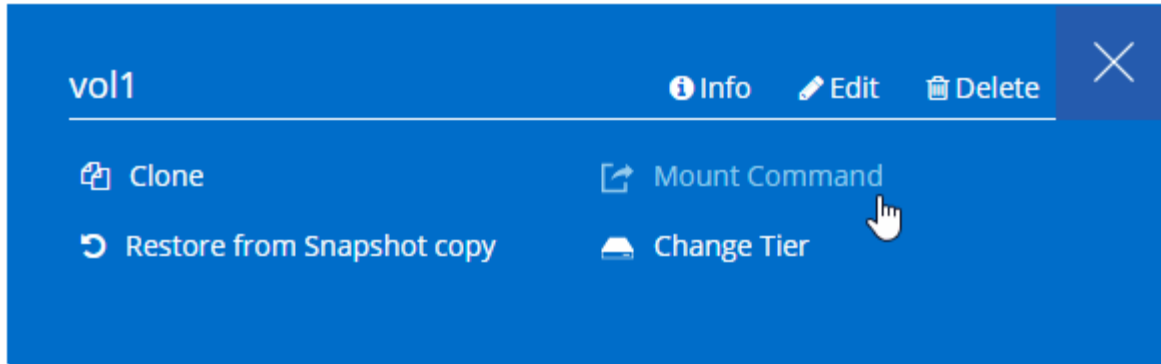 vol1 Info Edit Delete
Clone Mount Command
Restore from Snapshot copy Change Tier